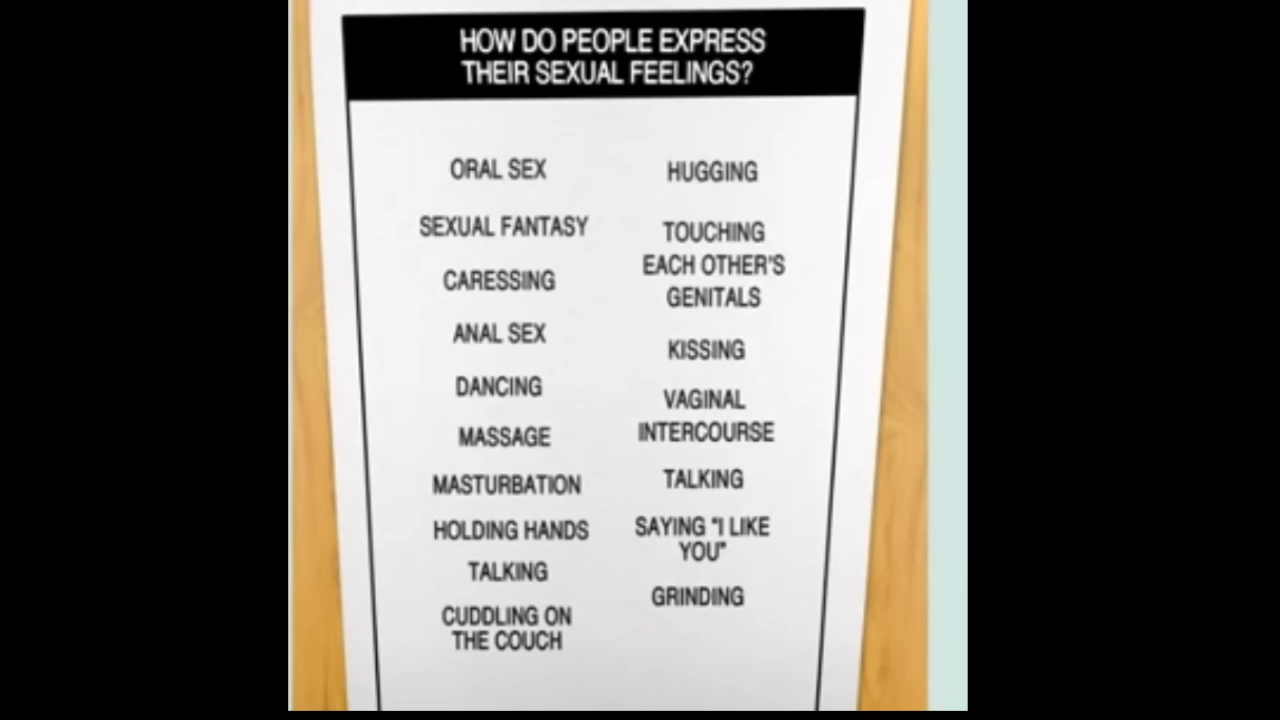 HOW DO PEOPLE EXPRESS
THEIR SEXUAL FEELINGS?
ORAL SEX
SEXUAL FANTASY
CARESSING
ANAL SEX
DANCING
MASSAGE
MASTURBATION
HOLDING HANDS
TALKING
CUDDLING ON
THE COUCH
HUGGING
TOUCHING
EACH OTHER'S
GENITALS
KISSING
VAGINAL
INTERCOURSE
TALKING
SAYING "I LIKE
YOU"
GRINDING